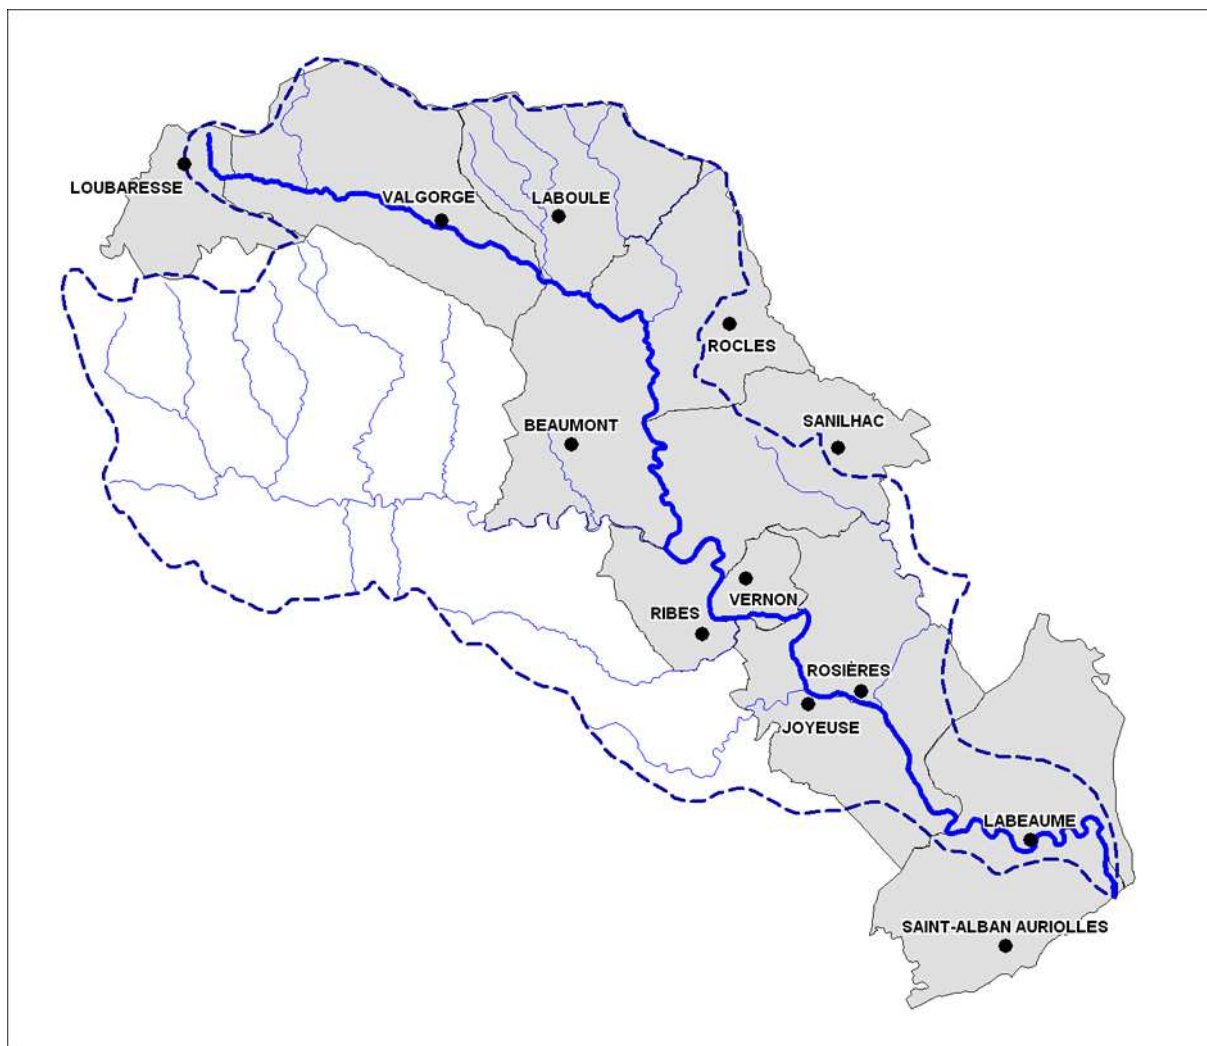 LOUBARESSE
VALGORGE
LABOULE
ROCLES
SANILHAC
BEAUMONT
VERNON
RIBES
ROSIÈRES
JOYEUSE
LABEAUME
SAINT-ALBAN AURIOLLES